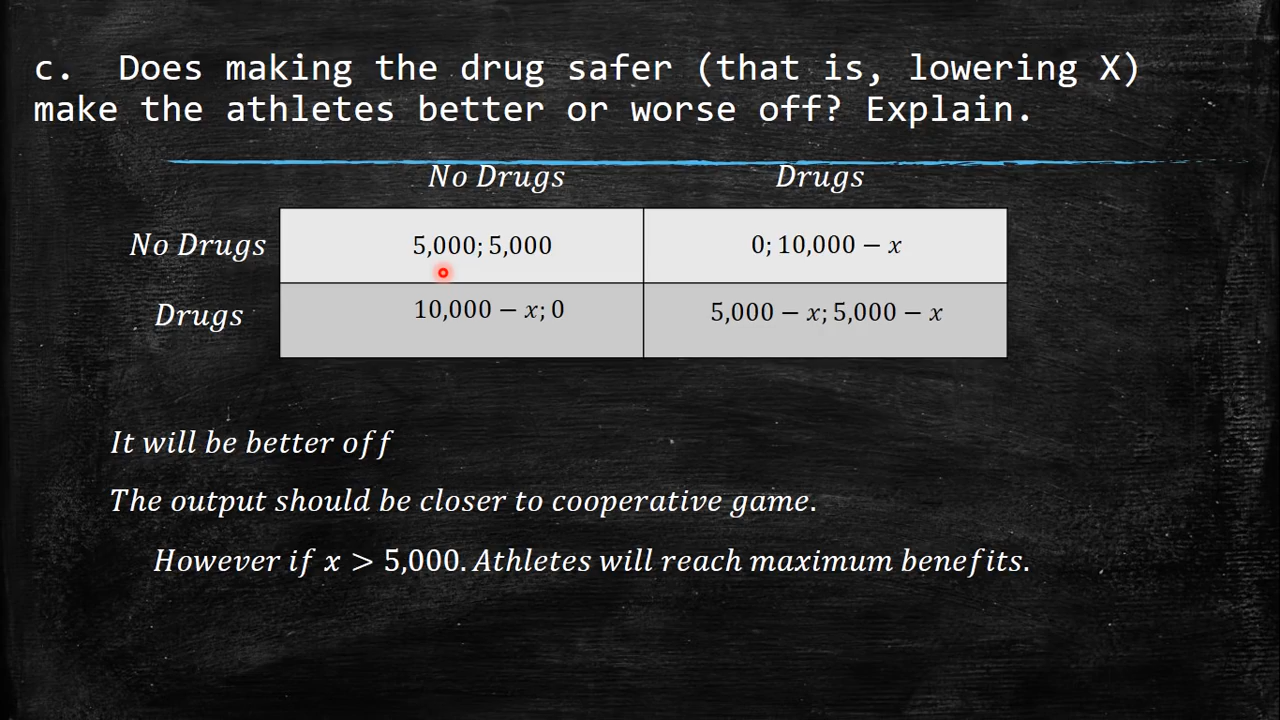 c. Does making the drug safer (that is, lowering X)
make the athletes better or worse off? Explain.
No Drugs Drugs
No Drugs 5,000; 5,000 0; 10,000 − x
Drugs 10,000 − x; 0 5,000 − x; 5,000 − x
It will be better off
The output should be closer to cooperative game.
However if x > 5,000. Athletes will reach maximum benefits.